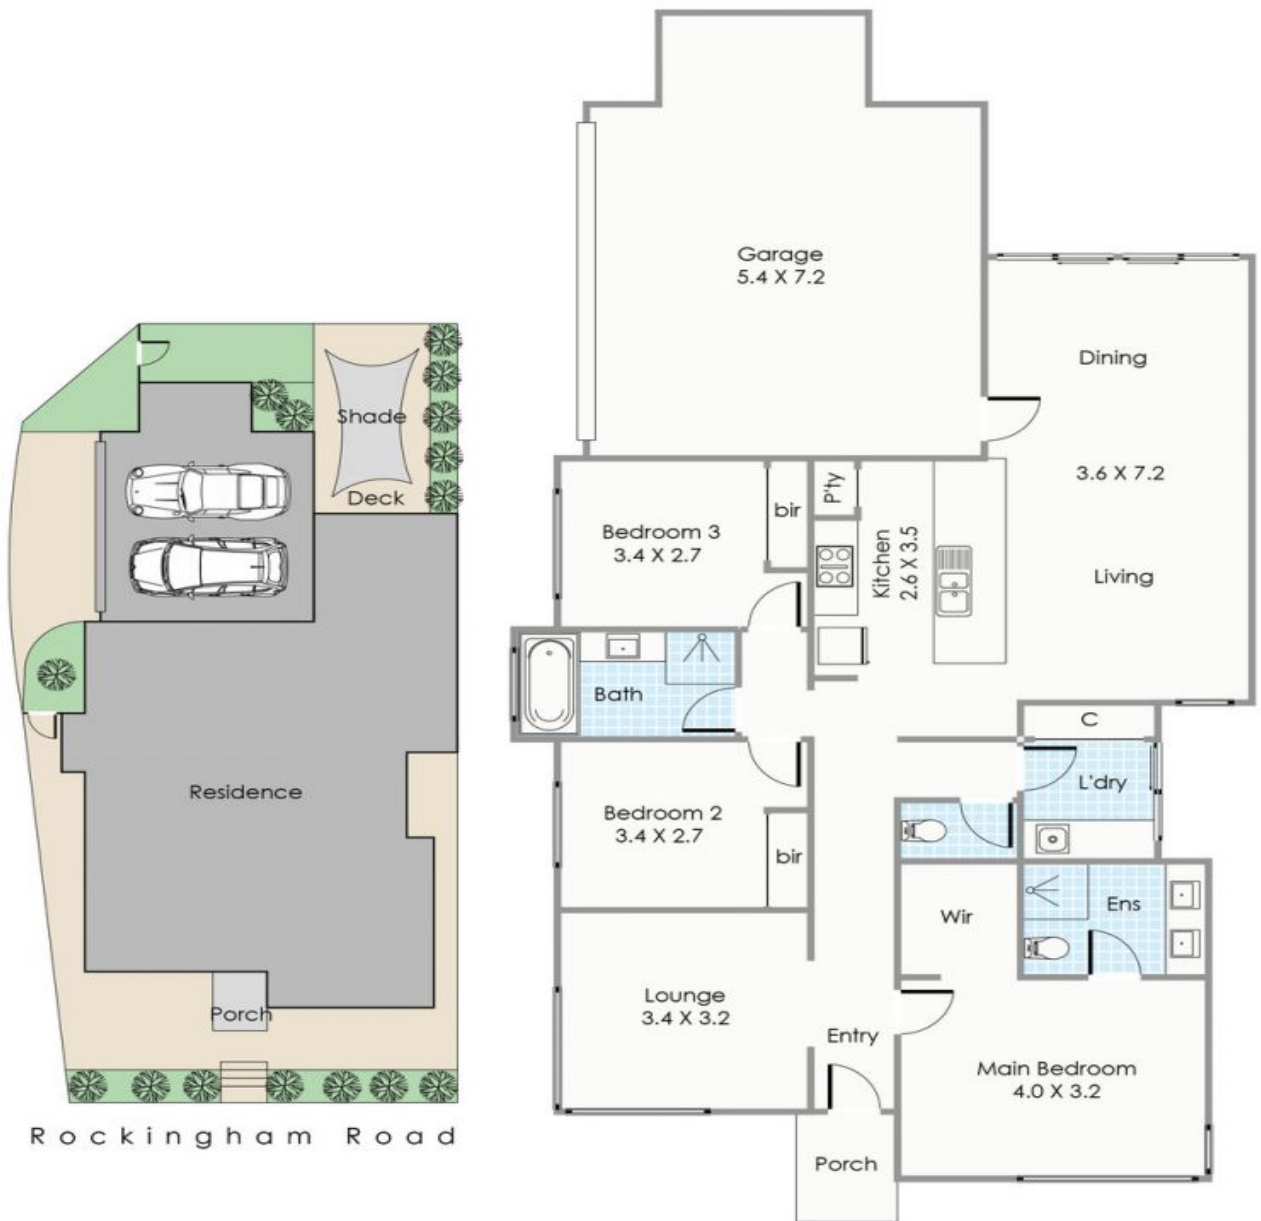 Shade
Deck
Residence
Porch
Rockingham Road
Garage
5.4 X 7.2
Dining
3.6 X 7.2
Living
P'ty
Kitchen
2.6 X 3.5
Bedroom 3
3.4 X 2.7
bir
Bath
C
L'dry
Bedroom 2
3.4 X 2.7
bir
Wir
Ens
Lounge
3.4 X 3.2
Entry
Main Bedroom
4.0 X 3.2
Porch